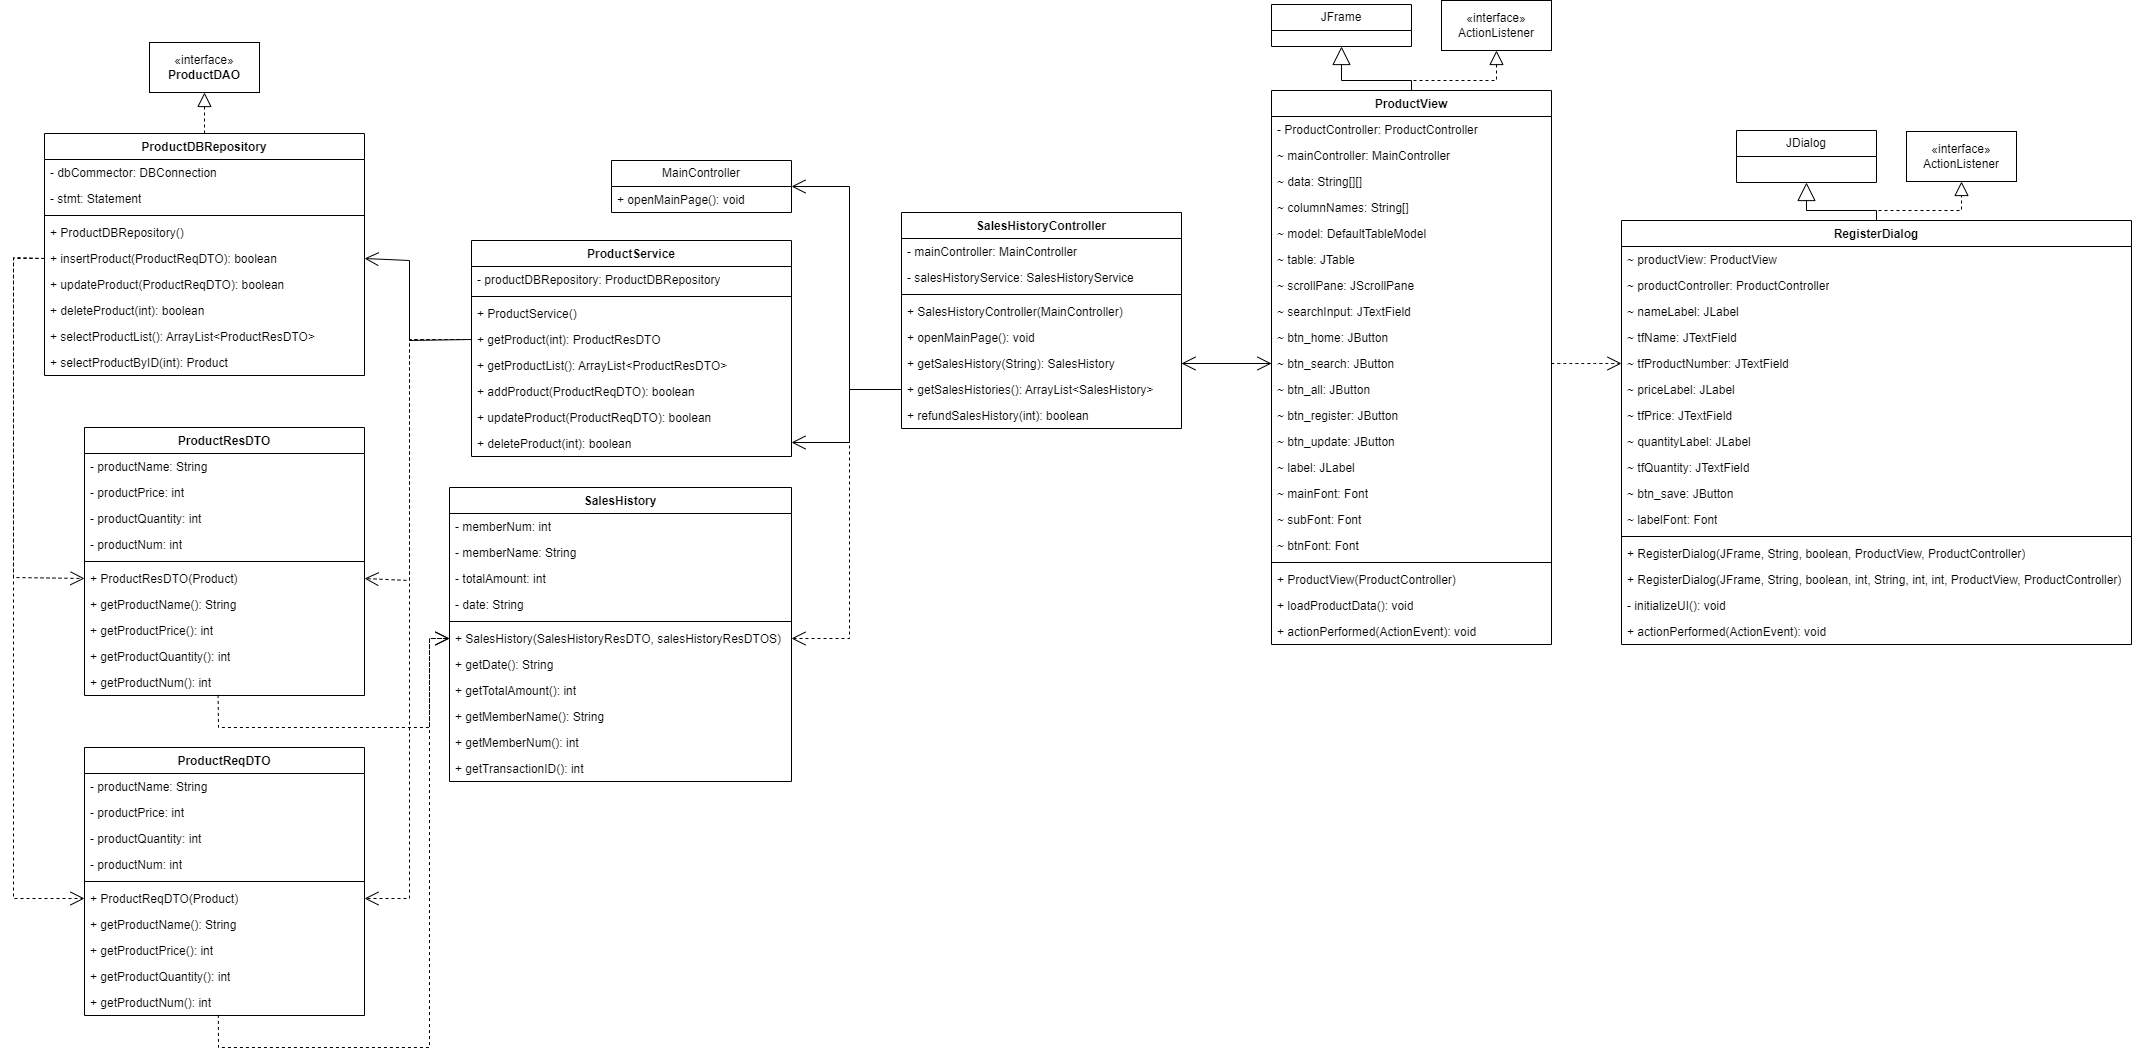 «interface»
ProductDAO
ProductDBRepository
- dbCommector: DBConnection
- stmt: Statement
+ ProductDBRepository()
+ insertProduct(ProductReqDTO): boolean
+ updateProduct(ProductReqDTO): boolean
+ deleteProduct(int): boolean
+ selectProductList(): ArrayList<ProductResDTO>
+ selectProductByID(int): Product
ProductResDTO
- productName: String
- productPrice: int
- productQuantity: int
- productNum: int
+ ProductResDTO(Product)
+ getProductName(): String
+ getProductPrice(): int
+ getProductQuantity(): int
+ getProductNum(): int
ProductReqDTO
- productName: String
- productPrice: int
- productQuantity: int
- productNum: int
+ ProductReqDTO(Product)
+ getProductName(): String
+ getProductPrice(): int
+ getProductQuantity(): int
+ getProductNum(): int
MainController
+ openMainPage(): void
ProductService
- productDBRepository: ProductDBRepository
+ ProductService()
+ getProduct(int): ProductResDTO
+ getProductList(): ArrayList<ProductResDTO>
+ addProduct(ProductReqDTO): boolean
+ updateProduct(ProductReqDTO): boolean
+ deleteProduct(int): boolean
SalesHistory
- memberNum: int
- memberName: String
- totalAmount: int
- date: String
+ SalesHistory(SalesHistoryResDTO, salesHistoryResDTOS)
+ getDate(): String
+ getTotalAmount(): int
+ getMemberName(): String
+ getMemberNum(): int
+ getTransactionID(): int
SalesHistoryController
- mainController: MainController
- salesHistoryService: SalesHistoryService
+ SalesHistoryController(MainController)
+ openMainPage(): void
+ getSalesHistory(String): SalesHistory
+ getSalesHistories(): ArrayList<SalesHistory>
+ refundSalesHistory(int): boolean
JFrame
«interface»
ActionListener
ProductView
- ProductController: ProductController
~ mainController: MainController
~ data: String[][]
~ columnNames: String[]
~ model: DefaultTableModel
~ table: JTable
~ scrollPane: JScrollPane
~ searchInput: JTextField
~ btn_home: JButton
~ btn_search: JButton
~ btn_all: JButton
~ btn_register: JButton
~ btn_update: JButton
~ label: JLabel
~ mainFont: Font
~ subFont: Font
~ btnFont: Font
+ ProductView(ProductController)
+ loadProductData(): void
+ actionPerformed(ActionEvent): void
JDialog
«interface»
ActionListener
RegisterDialog
~ productView: ProductView
~ productController: ProductController
~ nameLabel: JLabel
~ tfName: JTextField
~ tfProductNumber: JTextField
~ priceLabel: JLabel
~ tfPrice: JTextField
~ quantityLabel: JLabel
~ tfQuantity: JTextField
~ btn_save: JButton
~ labelFont: Font
+ RegisterDialog(JFrame, String, boolean, ProductView, ProductController)
+ RegisterDialog(JFrame, String, boolean, int, String, int, int, ProductView, ProductController)
- initializeUI(): void
+ actionPerformed(ActionEvent): void